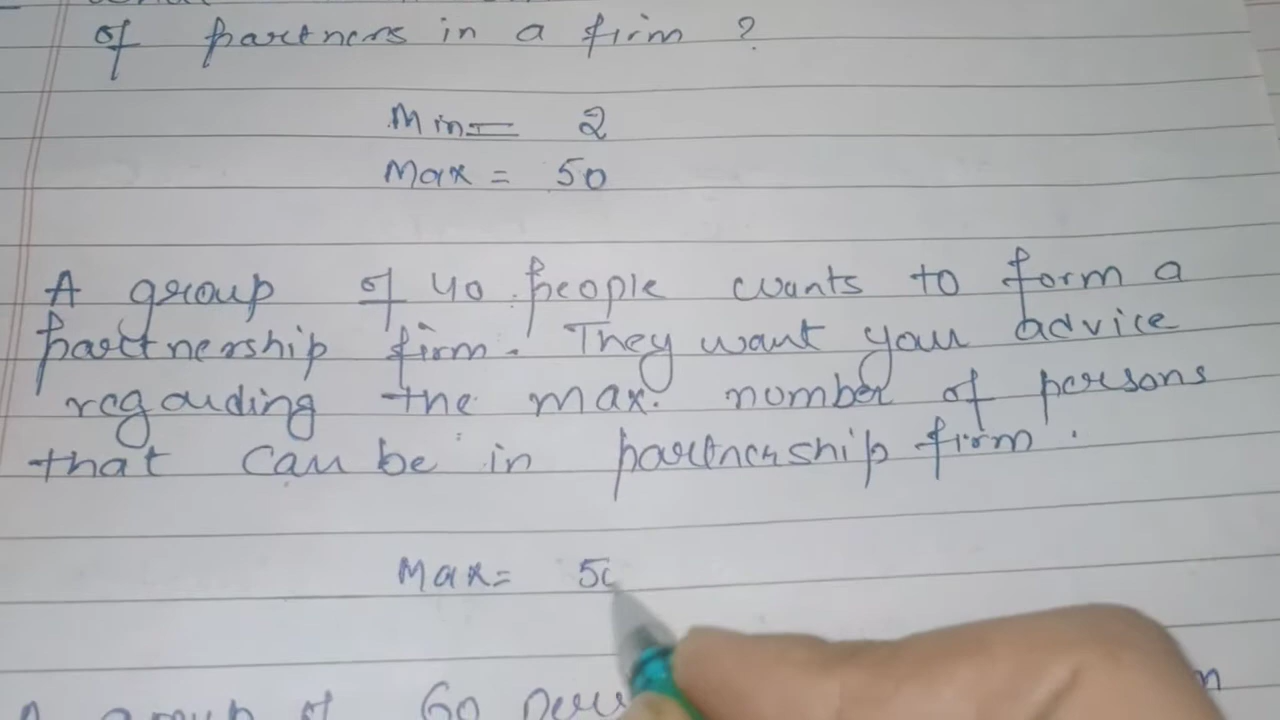 of partners in a firm ?
Min = 2
Max = 50
A group of 40 people wants to form a
partnership firm. They want your advice
regarding the max. number of persons
that can be in partnership firm.
Max = 50
A group of 60